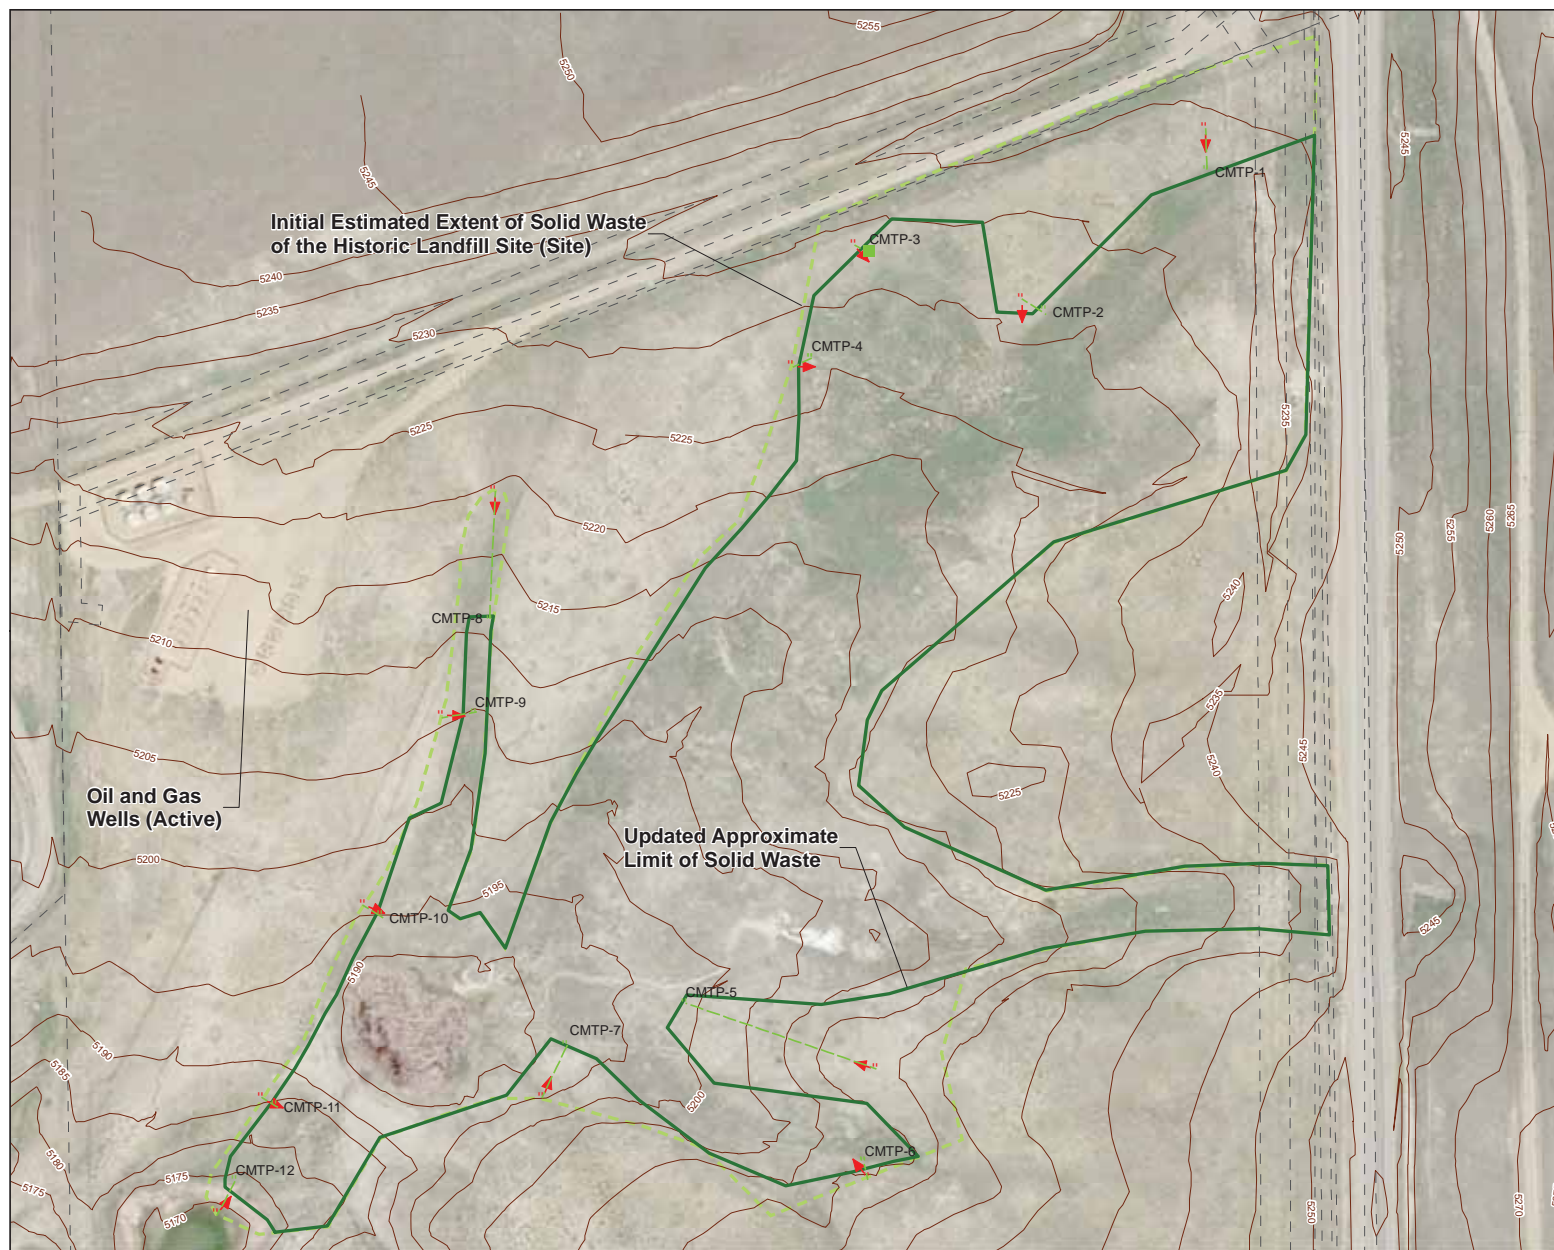 5255
5250
5245
5245
CMTP-1
Initial Estimated Extent of Solid Waste
of the Historic Landfill Site (Site)
CMTP-3
5240
5235
5230
CMTP-2
CMTP-4
5225
5225
5235
5220
5250
5255
5260
5265
5215
5240
CMTP-8
5210
CMTP-9
5235
5205
5240
5245
Oil and Gas
Wells (Active)
5225
Updated Approximate
Limit of Solid Waste
5200
5195
CMTP-10
5245
5190
CMTP-5
CMTP-7
5190
5185
5200
CMTP-11
CMTP-6
5180
CMTP-12
5175
5175
5170
5250
5270